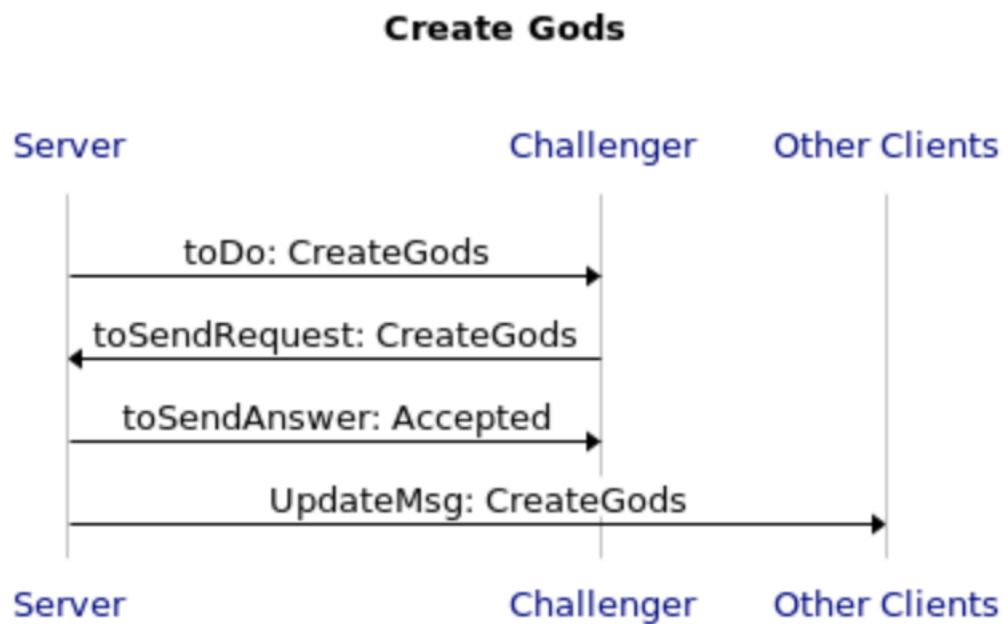 Create Gods
Server Challenger Other Clients
toDo: CreateGods
toSendRequest: CreateGods
toSendAnswer: Accepted
UpdateMsg: CreateGods
Server Challenger Other Clients